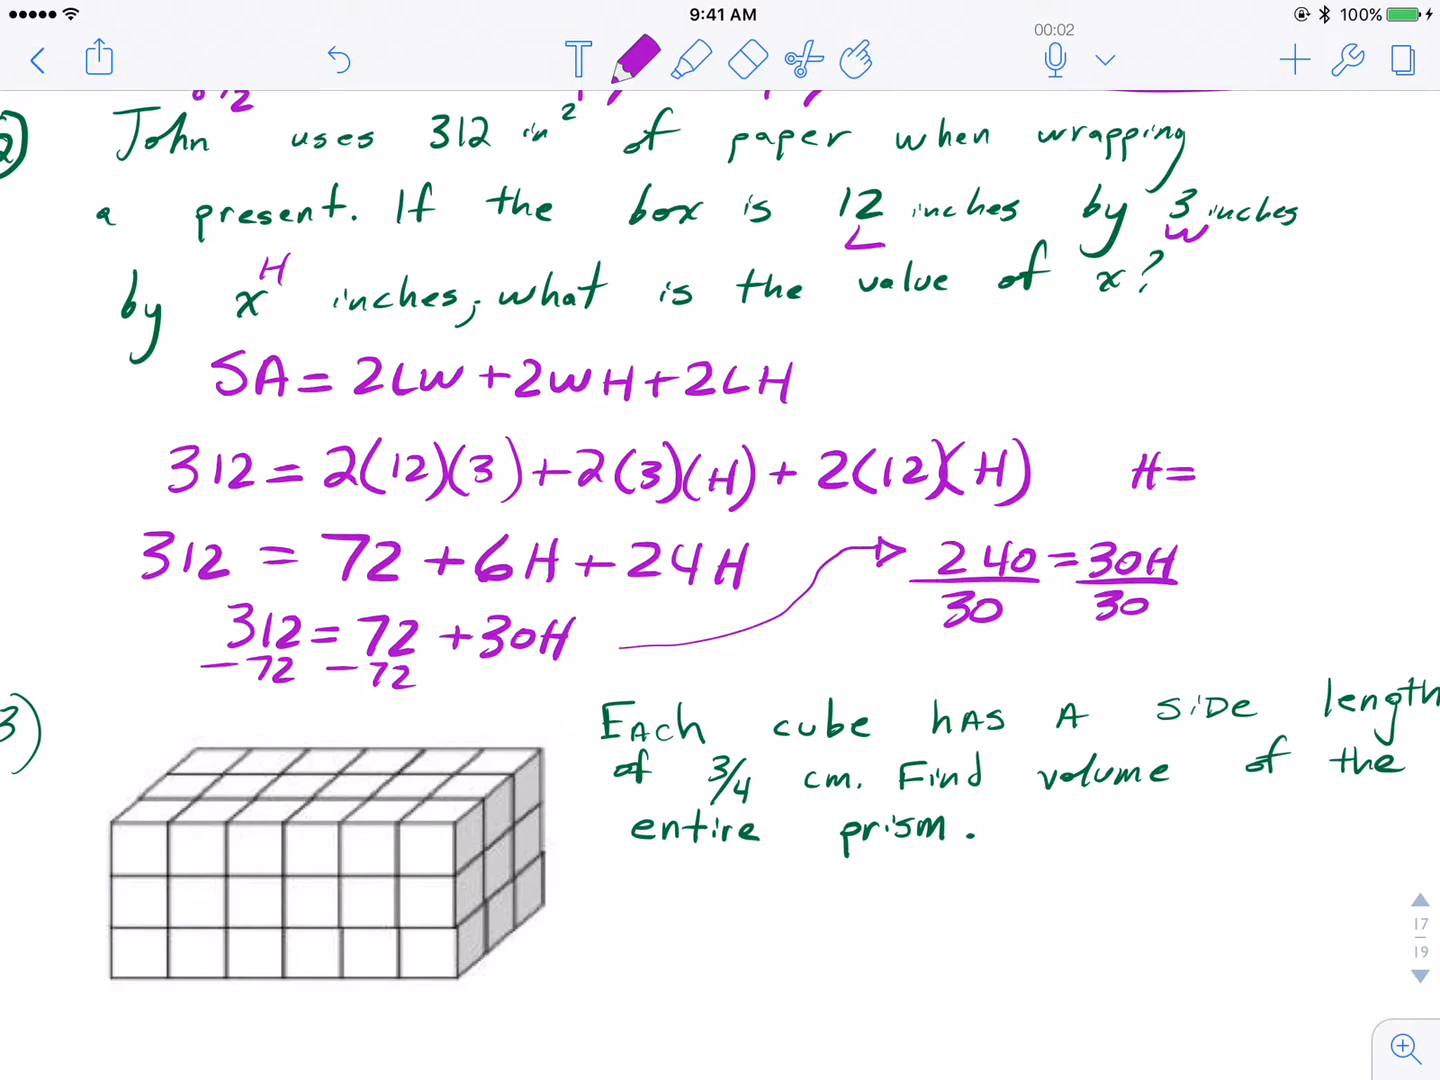 9:41 AM
100%
00:02
T
2) John uses 312 in² of paper when wrapping
a present. If the box is 12 inches by 3 inches
L W
by x inches, what is the value of x?
H
SA = 2LW + 2WH + 2LH
312 = 2(12)(3) + 2(3)(H) + 2(12)(H) H =
312 = 72 + 6H + 24H
240 = 30H
30 30
312 = 72 + 30H
-72 -72
3) Each cube has a side length
of 3/4 cm. Find volume of the
entire prism.
17
19